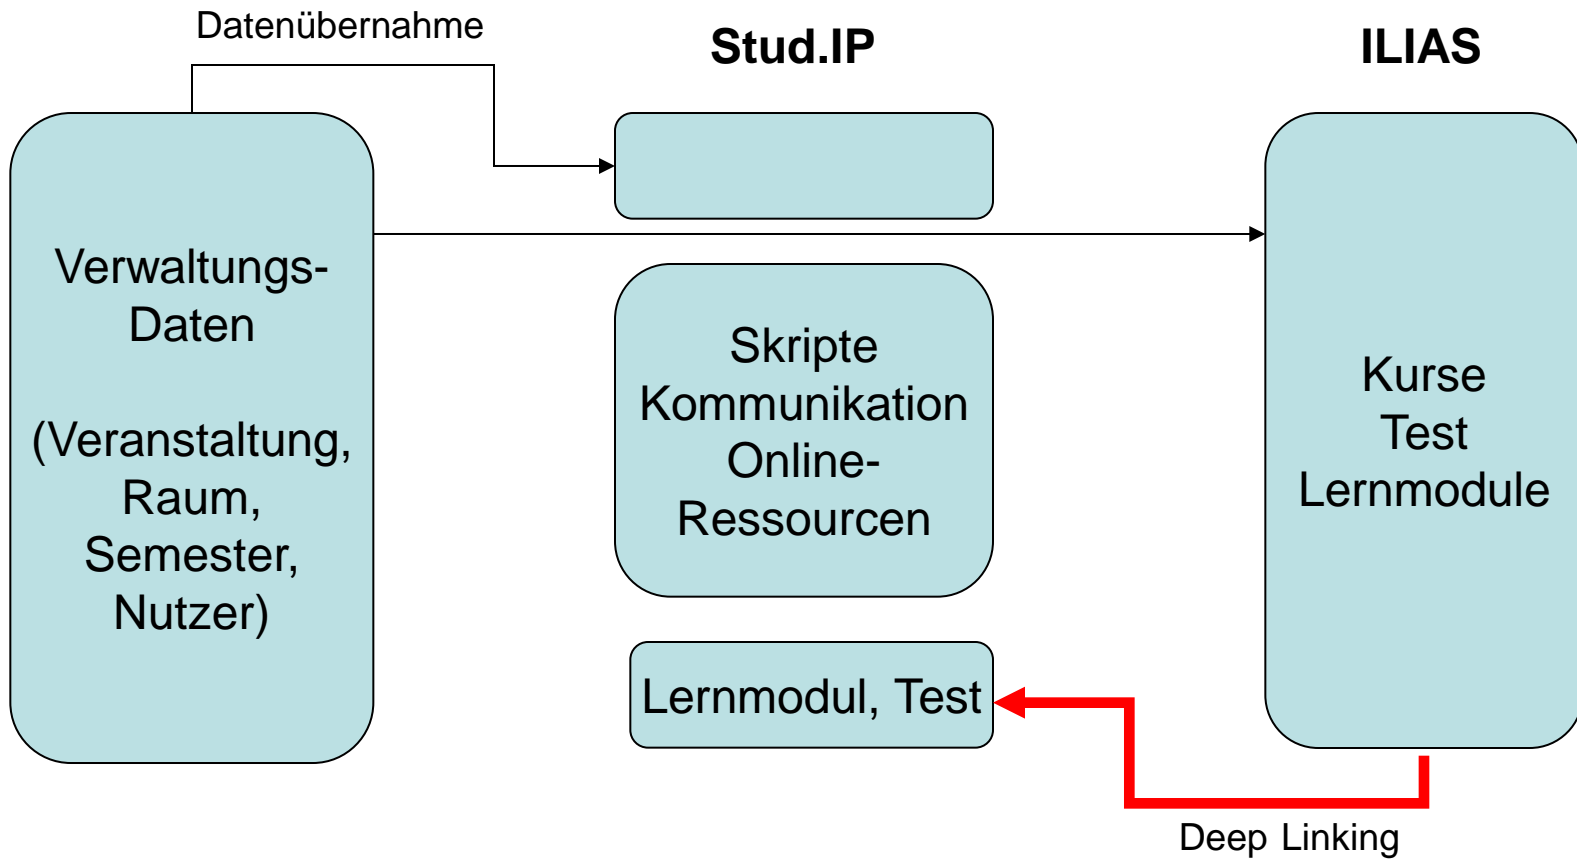 Datenübernahme
Stud.IP
ILIAS
Verwaltungs-
Daten
(Veranstaltung,
Raum,
Semester,
Nutzer)
Skripte
Kommunikation
Online-
Ressourcen
Lernmodul, Test
Kurse
Test
Lernmodule
Deep Linking